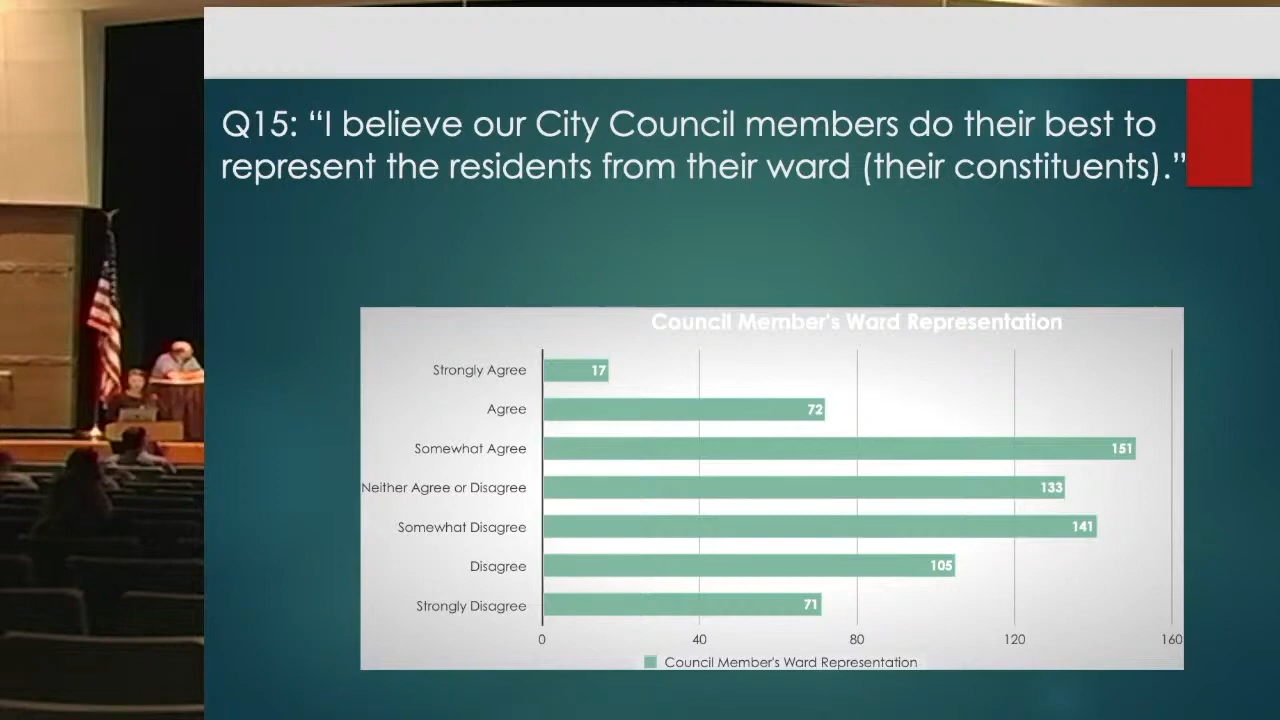 Q15: “I believe our City Council members do their best to
represent the residents from their ward (their constituents).”
Council Member's Ward Representation
Strongly Agree 17
Agree 72
Somewhat Agree 151
Neither Agree or Disagree 133
Somewhat Disagree 141
Disagree 105
Strongly Disagree 71
0 40 80 120 160
Council Member's Ward Representation